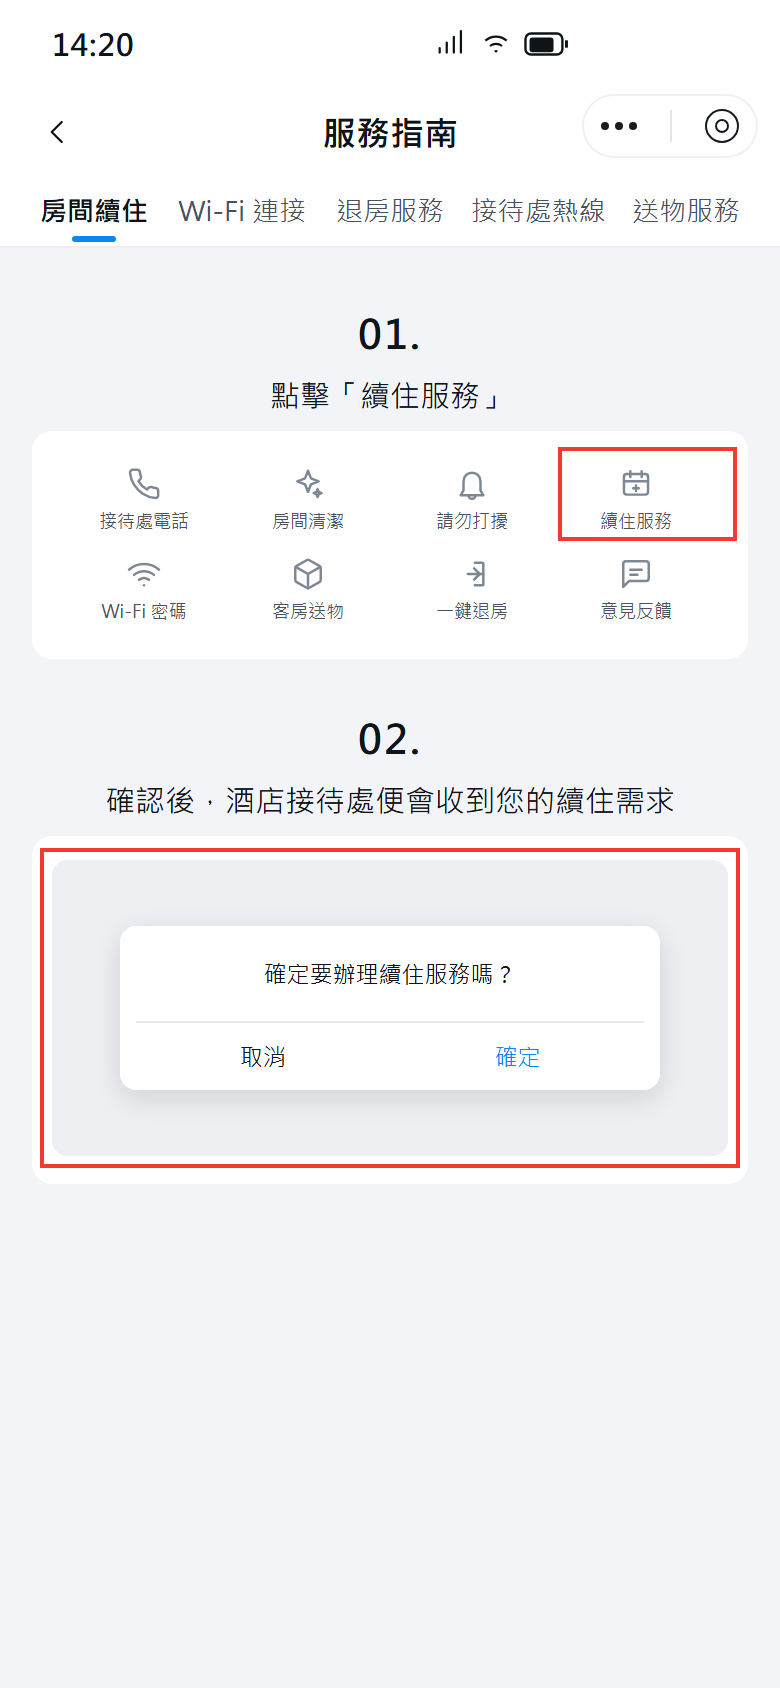 14:20
服務指南
房間續住 Wi-Fi 連接 退房服務 接待處熱線 送物服務
01.
點擊「續住服務」
接待處電話 房間清潔 請勿打擾 續住服務
Wi-Fi 密碼 客房送物 一鍵退房 意見反饋
02.
確認後，酒店接待處便會收到您的續住需求
確定要辦理續住服務嗎？
取消 確定